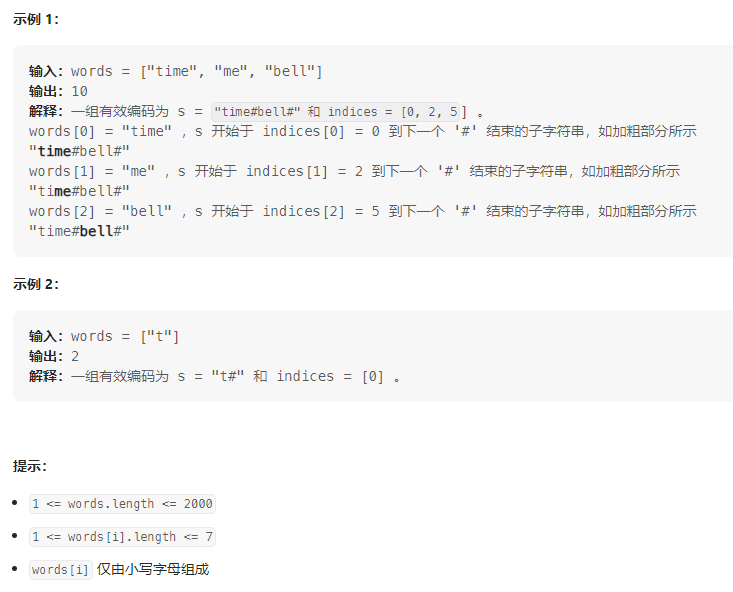 示例 1：
输入：words = ["time", "me", "bell"]
输出：10
解释：一组有效编码为 s = "time#bell#" 和 indices = [0, 2, 5] 。
words[0] = "time" ，s 开始于 indices[0] = 0 到下一个 '#' 结束的子字符串，如加粗部分所示
"time#bell#"
words[1] = "me" ，s 开始于 indices[1] = 2 到下一个 '#' 结束的子字符串，如加粗部分所示
"time#bell#"
words[2] = "bell" ，s 开始于 indices[2] = 5 到下一个 '#' 结束的子字符串，如加粗部分所示
"time#bell#"
示例 2：
输入：words = ["t"]
输出：2
解释：一组有效编码为 s = "t#" 和 indices = [0] 。
提示：
• 1 <= words.length <= 2000
• 1 <= words[i].length <= 7
• words[i] 仅由小写字母组成